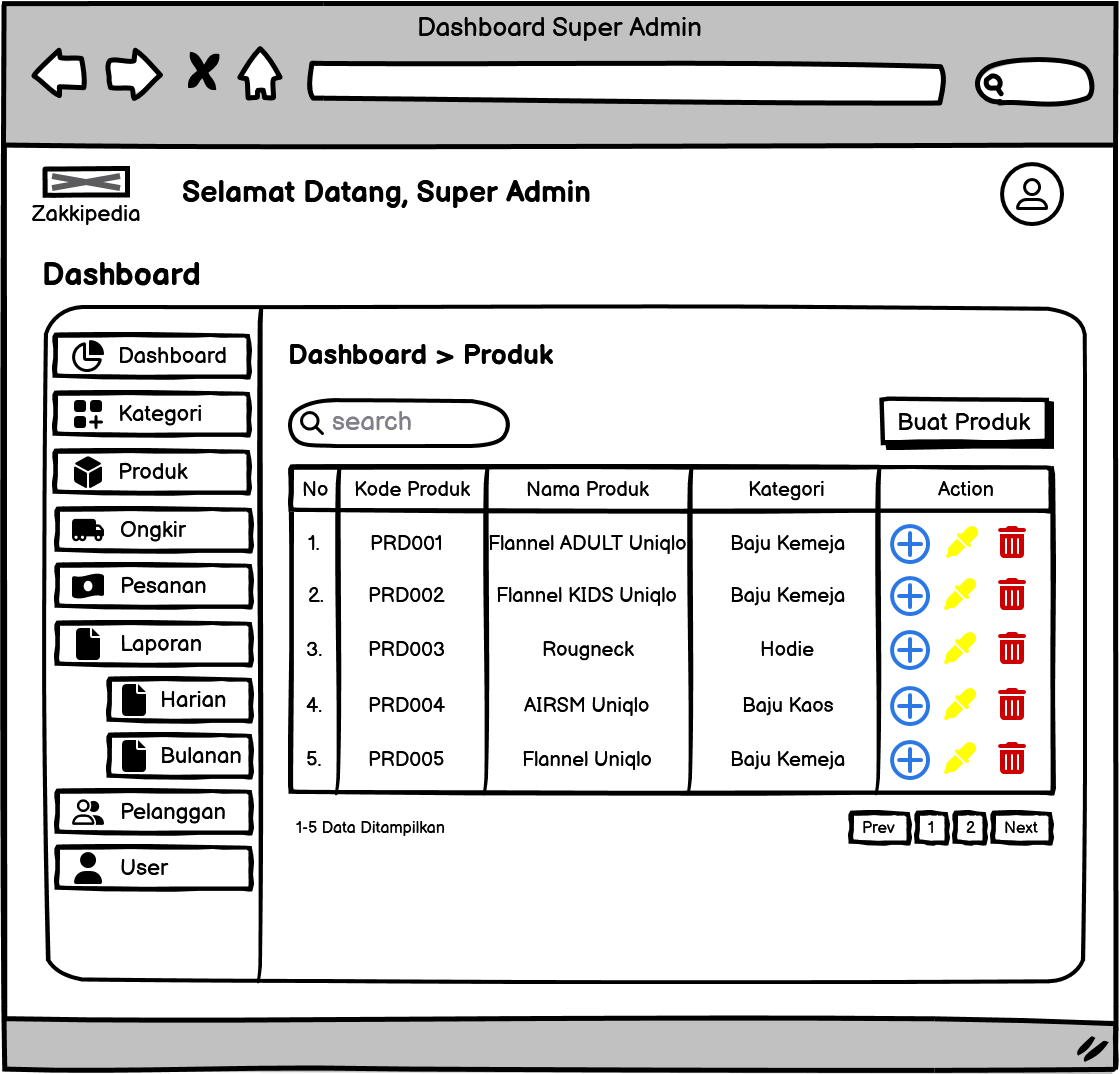 Dashboard Super Admin
Zakkipedia
Selamat Datang, Super Admin
Dashboard
Dashboard
Kategori
Produk
Ongkir
Pesanan
Laporan
Harian
Bulanan
Pelanggan
User
Dashboard > Produk
search
Buat Produk
No Kode Produk Nama Produk Kategori Action
1. PRD001 Flannel ADULT Uniqlo Baju Kemeja
2. PRD002 Flannel KIDS Uniqlo Baju Kemeja
3. PRD003 Rougneck Hodie
4. PRD004 AIRSM Uniqlo Baju Kaos
5. PRD005 Flannel Uniqlo Baju Kemeja
1-5 Data Ditampilkan
Prev 1 2 Next